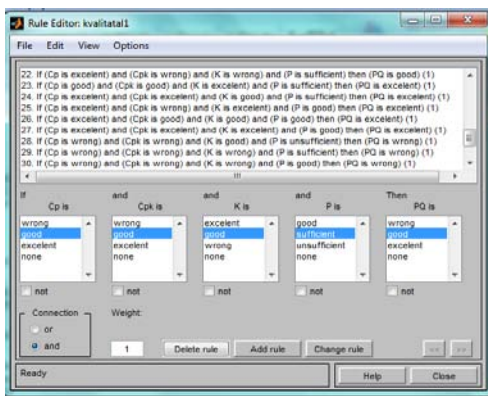 Rule Editor: kvalitatal1
File Edit View Options
22. If (Cp is excelent) and (Cpk is wrong) and (K is wrong) and (P is sufficient) then (PQ is good) (1)
23. If (Cp is good) and (Cpk is good) and (K is excelent) and (P is sufficient) then (PQ is good) (1)
24. If (Cp is excelent) and (Cpk is excelent) and (K is good) and (P is sufficient) then (PQ is excelent) (1)
25. If (Cp is good) and (Cpk is wrong) and (K is excelent) and (P is good) then (PQ is excelent) (1)
26. If (Cp is excelent) and (Cpk is good) and (K is good) and (P is good) then (PQ is excelent) (1)
27. If (Cp is excelent) and (Cpk is excelent) and (K is excelent) and (P is good) then (PQ is excelent) (1)
28. If (Cp is wrong) and (Cpk is wrong) and (K is good) and (P is unsufficient) then (PQ is wrong) (1)
29. If (Cp is wrong) and (Cpk is wrong) and (K is wrong) and (P is sufficient) then (PQ is wrong) (1)
30. If (Cp is wrong) and (Cpk is wrong) and (K is wrong) and (P is good) then (PQ is wrong) (1)
If and and and Then
Cp is Cpk is K is P is PQ is
wrong wrong excelent good wrong
good good good sufficient good
excelent excelent wrong unsufficient excelent
none none none none none
not not not not not
Connection Weight:
or
and 1 Delete rule Add rule Change rule << >>
Ready Help Close